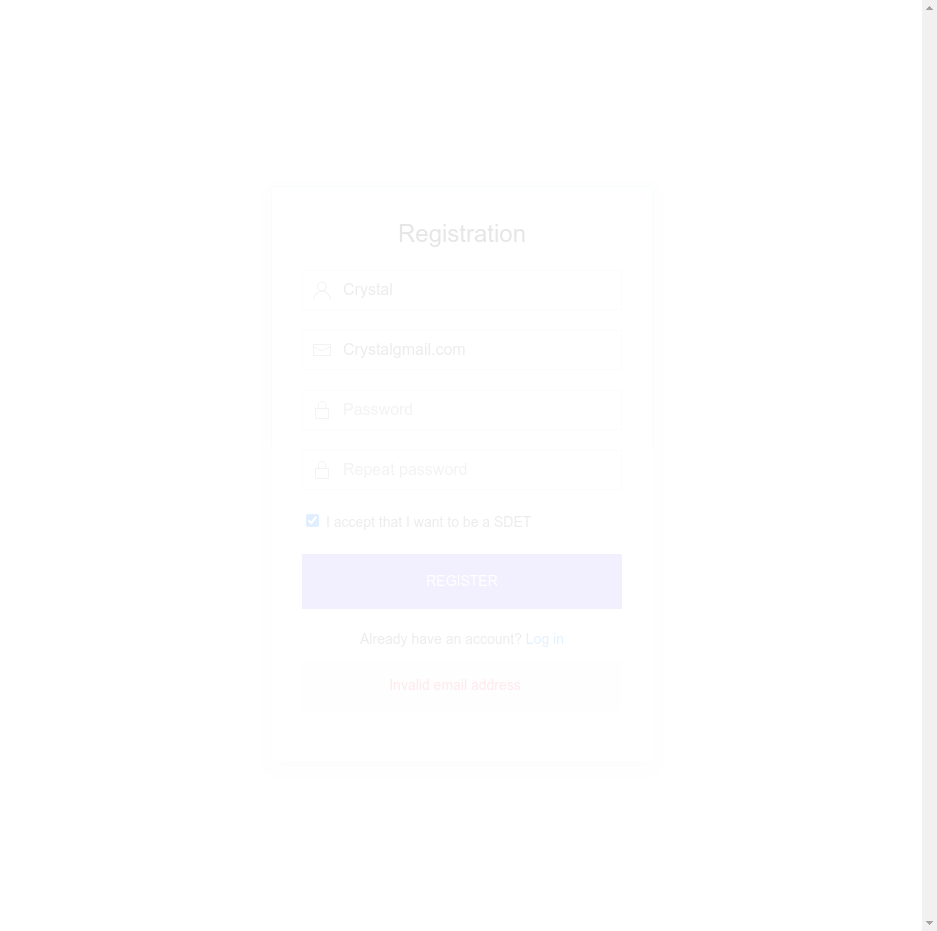 Registration
Crystal
Crystalgmail.com
Password
Repeat password
I accept that I want to be a SDET
REGISTER
Already have an account? Log in
Invalid email address